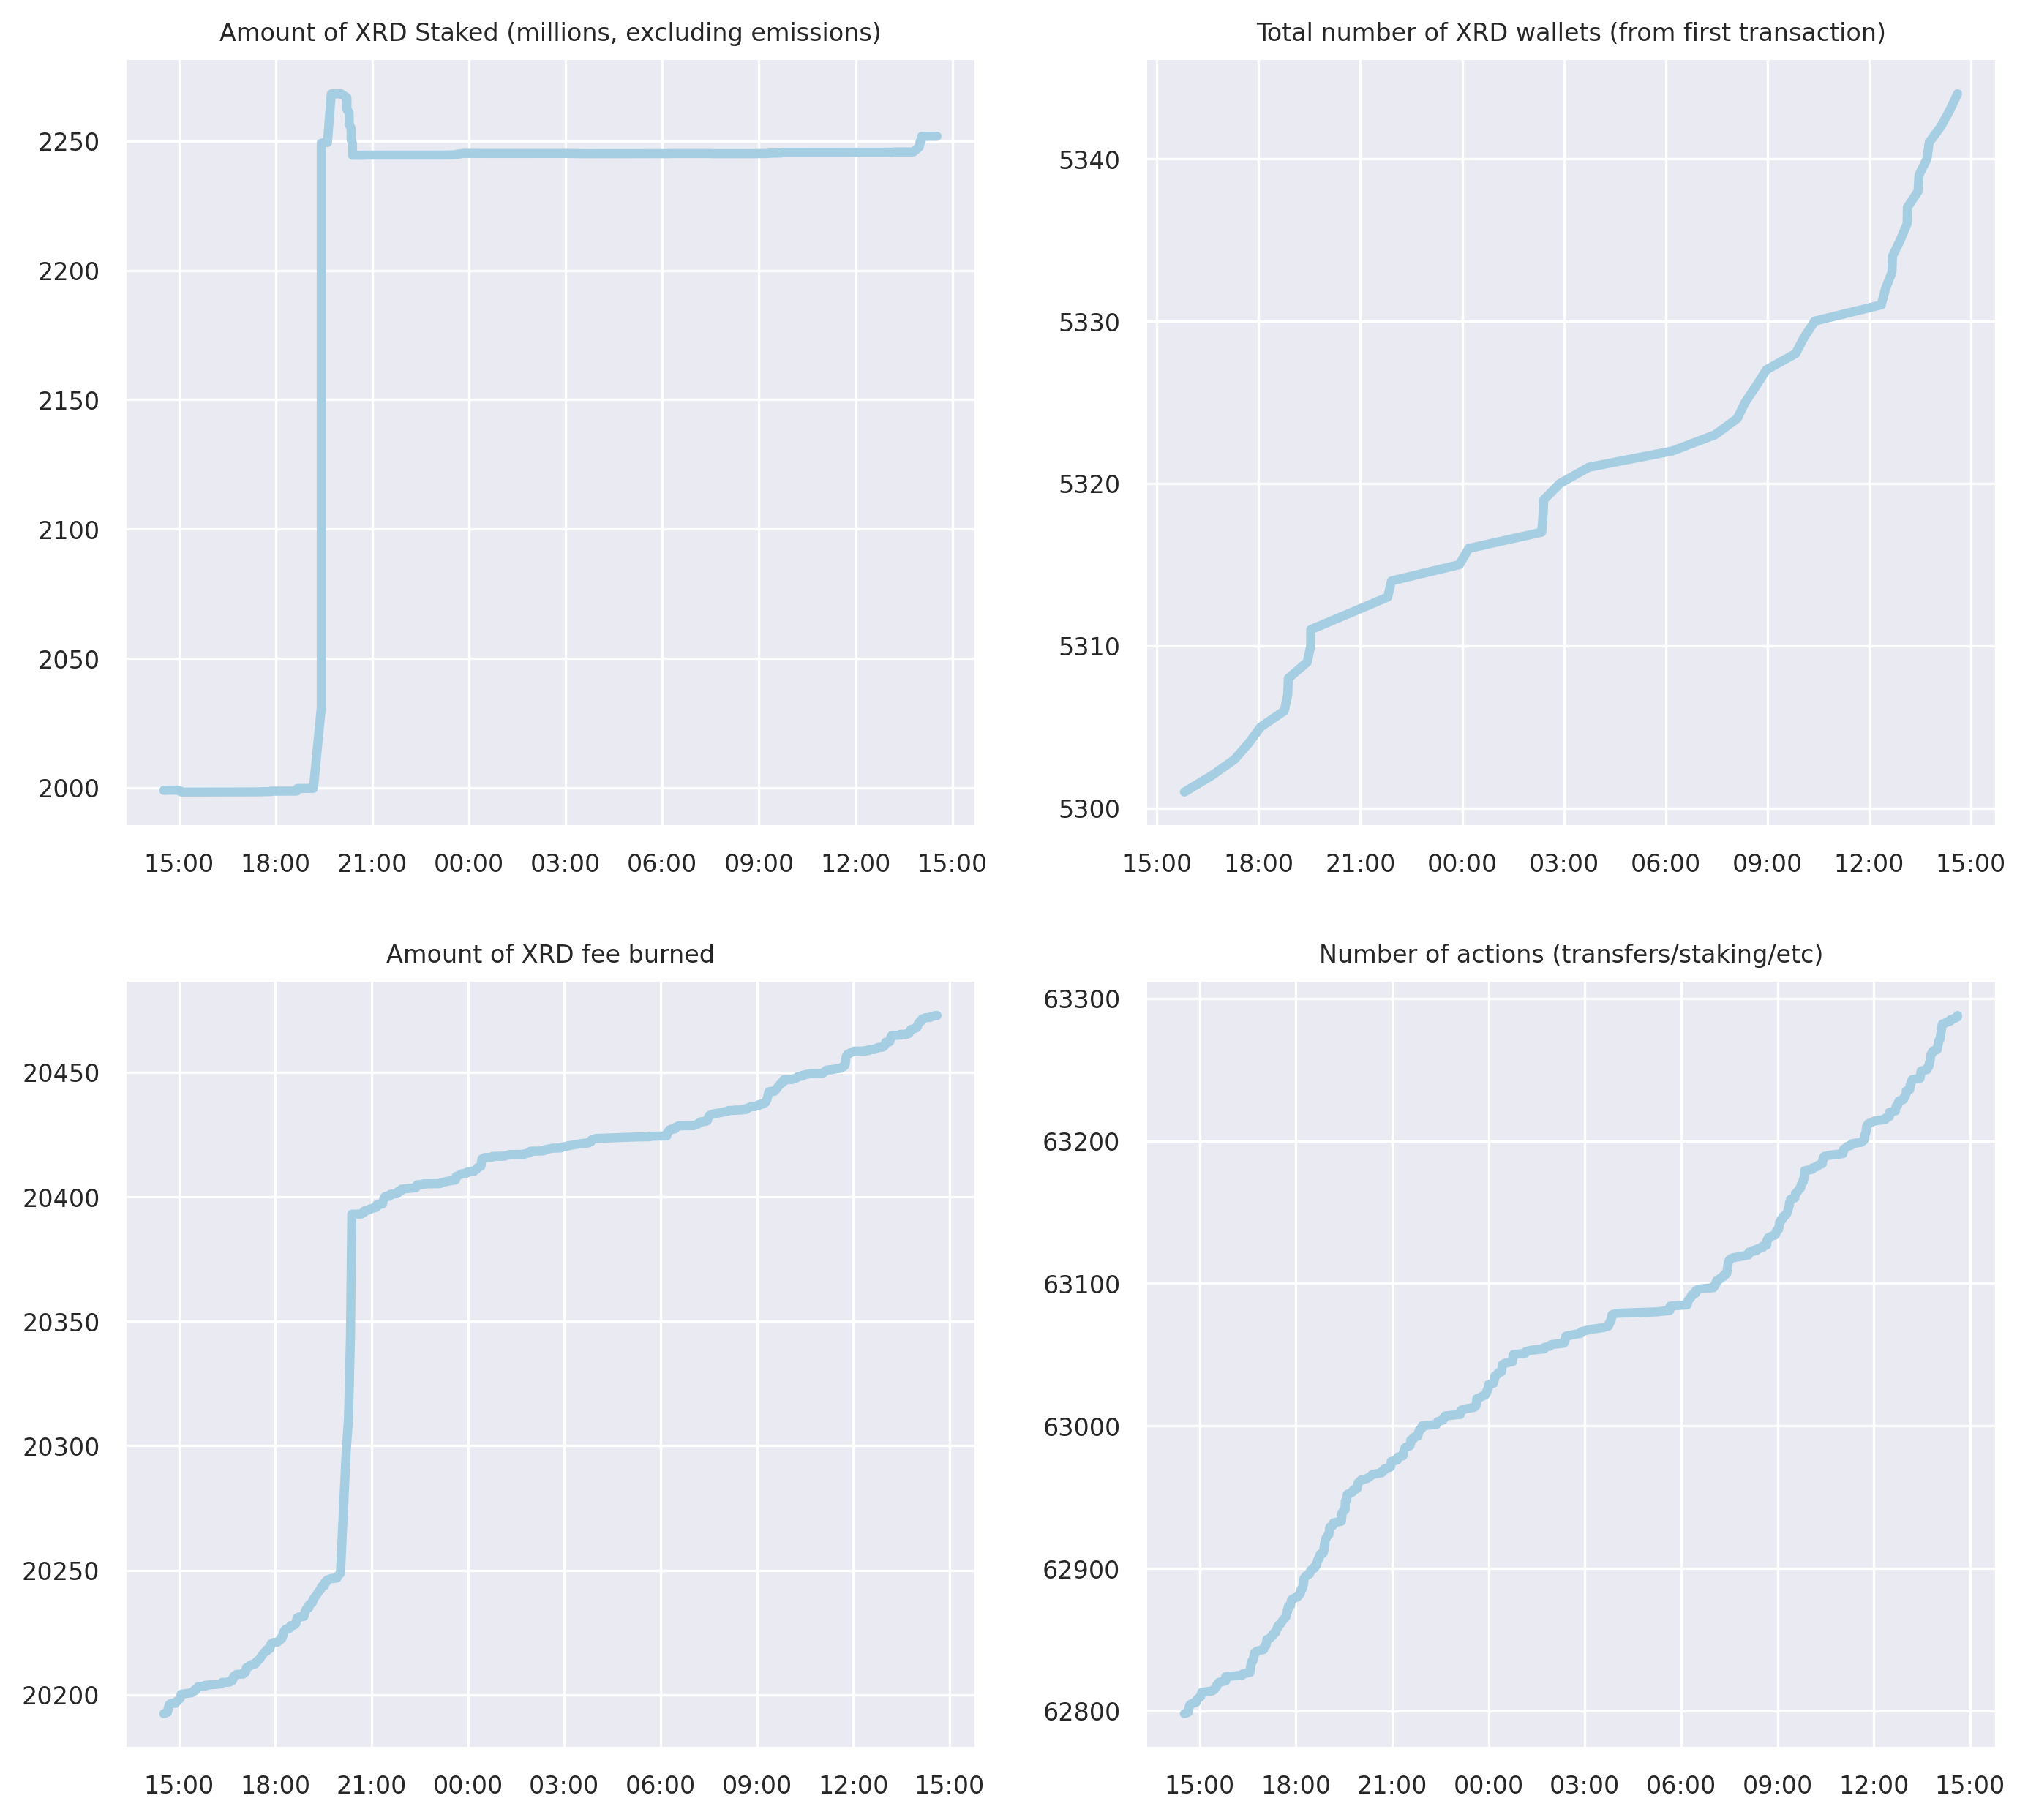 Amount of XRD Staked (millions, excluding emissions)
2250
2200
2150
2100
2050
2000
15:00 18:00 21:00 00:00 03:00 06:00 09:00 12:00 15:00
Total number of XRD wallets (from first transaction)
5340
5330
5320
5310
5300
15:00 18:00 21:00 00:00 03:00 06:00 09:00 12:00 15:00
Amount of XRD fee burned
20450
20400
20350
20300
20250
20200
15:00 18:00 21:00 00:00 03:00 06:00 09:00 12:00 15:00
Number of actions (transfers/staking/etc)
63300
63200
63100
63000
62900
62800
15:00 18:00 21:00 00:00 03:00 06:00 09:00 12:00 15:00